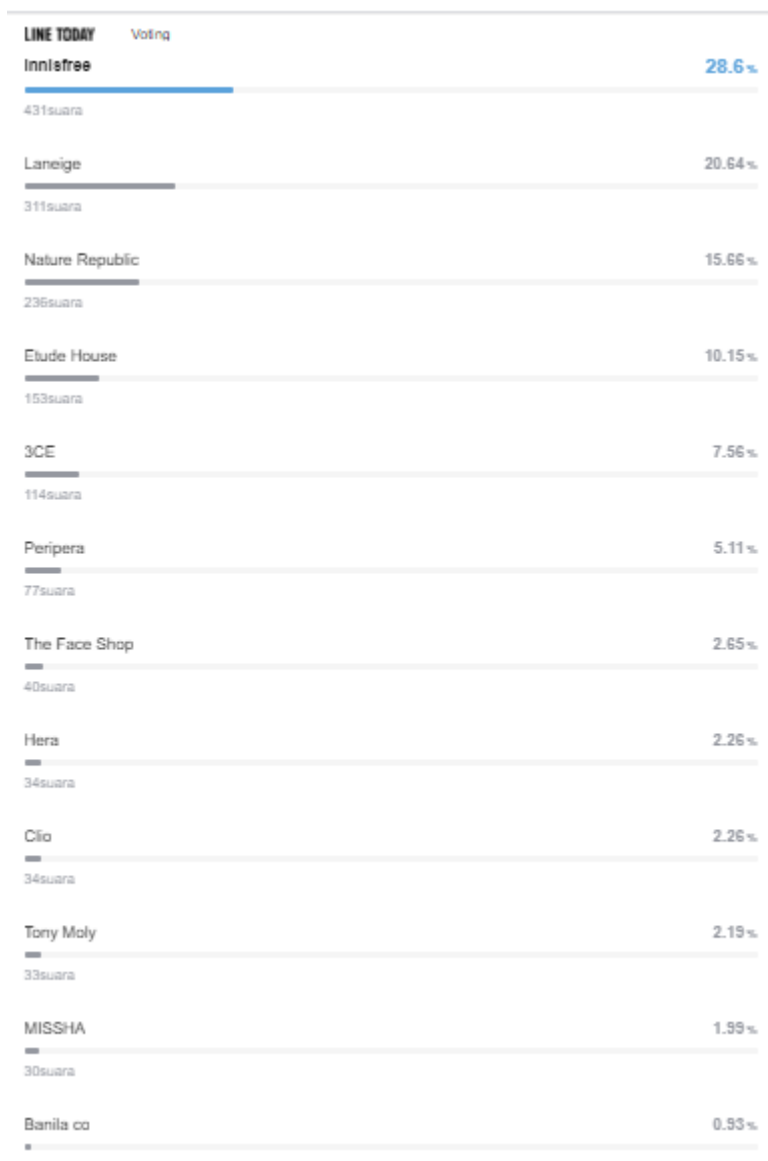 LINE TODAY Voting
Innisfree 28.6%
431suara
Laneige 20.64%
311suara
Nature Republic 15.66%
236suara
Etude House 10.15%
153suara
3CE 7.56%
114suara
Peripera 5.11%
77suara
The Face Shop 2.65%
40suara
Hera 2.26%
34suara
Clio 2.26%
34suara
Tony Moly 2.19%
33suara
MISSHA 1.99%
30suara
Banila co 0.93%